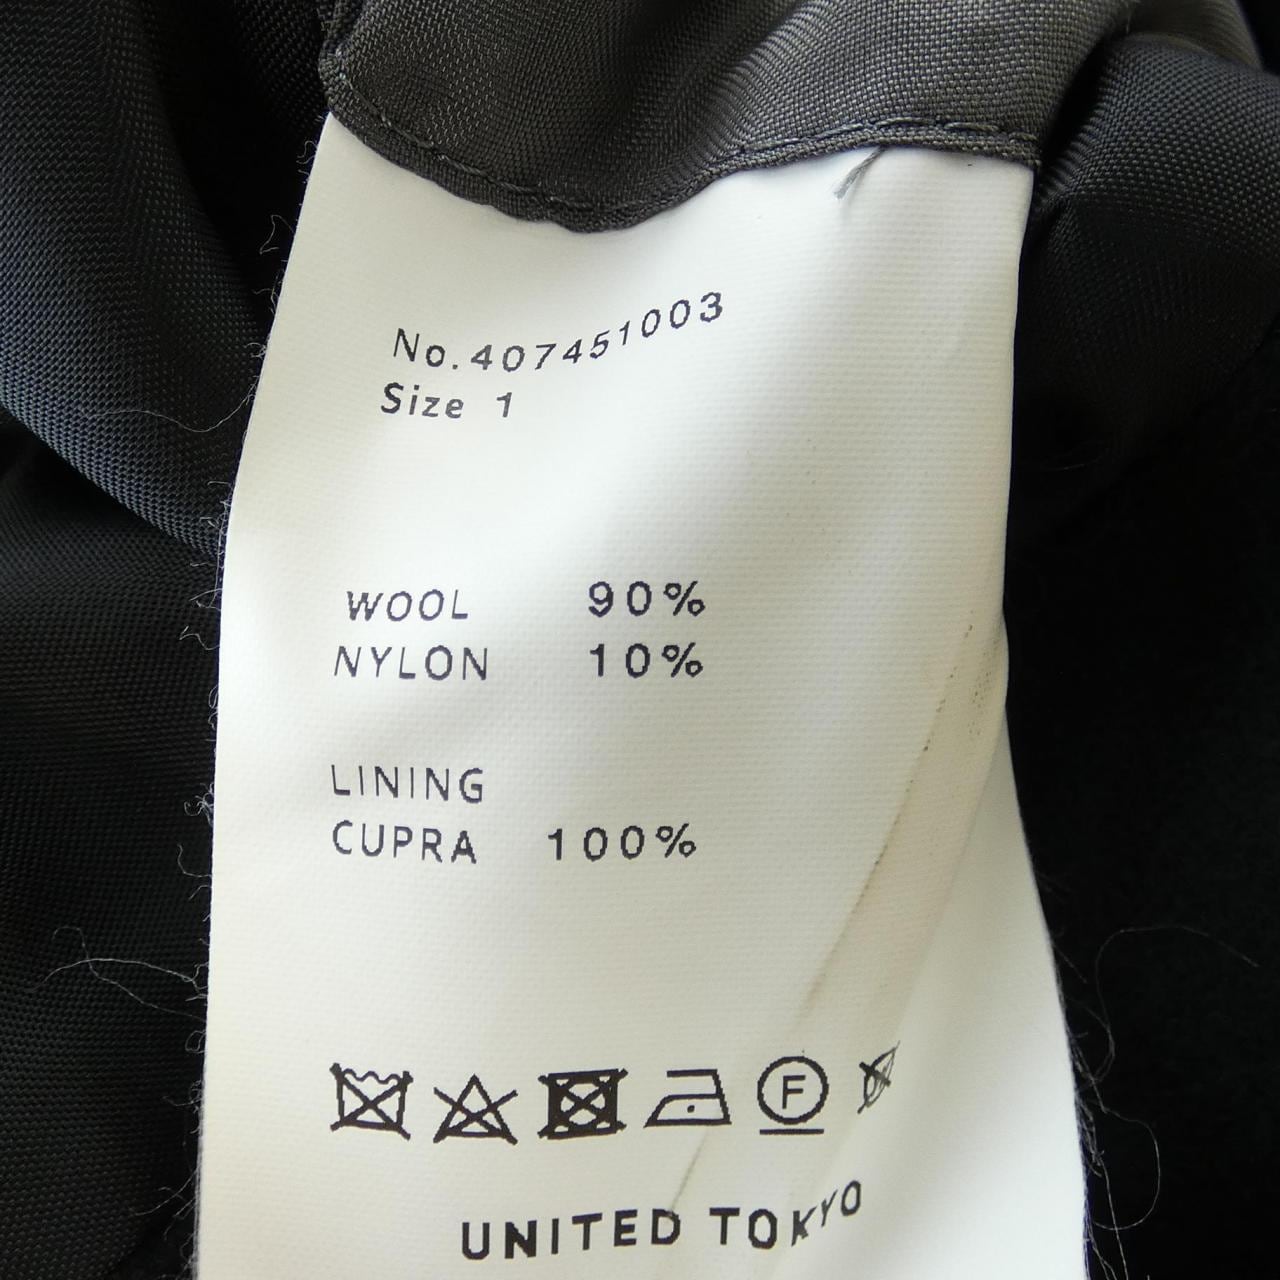 No.407451003
Size 1
WOOL 90%
NYLON 10%
LINING
CUPRA 100%
F
UNITED TOKYO